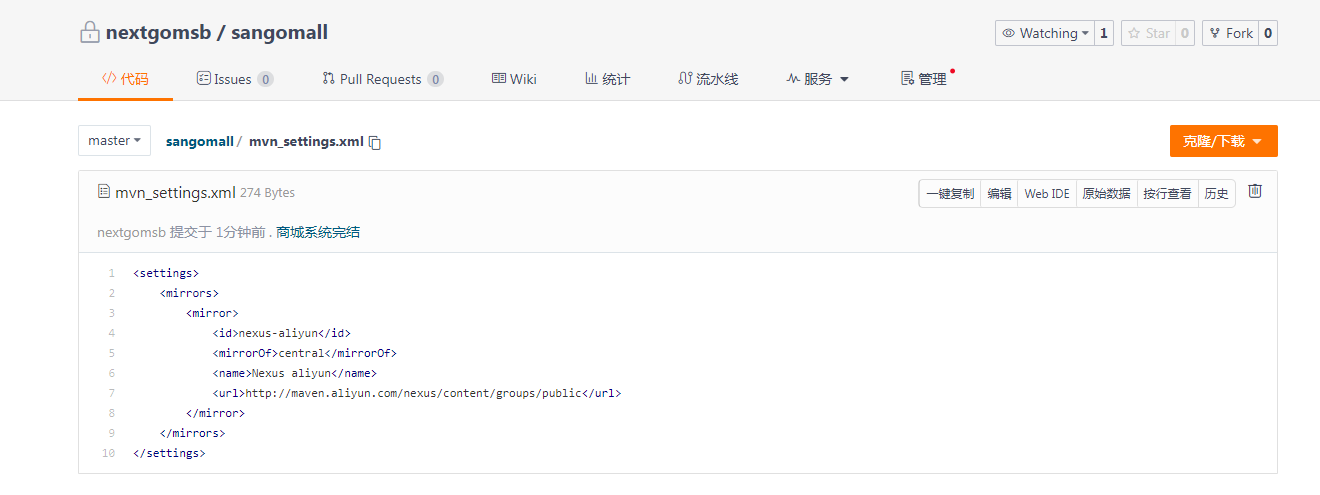 nextgomsb / sangomall
Watching 1 Star 0 Fork 0
代码 Issues 0 Pull Requests 0 Wiki 统计 流水线 服务 管理
master sangomall / mvn_settings.xml 克隆/下载
mvn_settings.xml 274 Bytes 一键复制 编辑 Web IDE 原始数据 按行查看 历史
nextgomsb 提交于 1分钟前 . 商城系统完结
1 <settings>
2 <mirrors>
3 <mirror>
4 <id>nexus-aliyun</id>
5 <mirrorOf>central</mirrorOf>
6 <name>Nexus aliyun</name>
7 <url>http://maven.aliyun.com/nexus/content/groups/public</url>
8 </mirror>
9 </mirrors>
10 </settings>